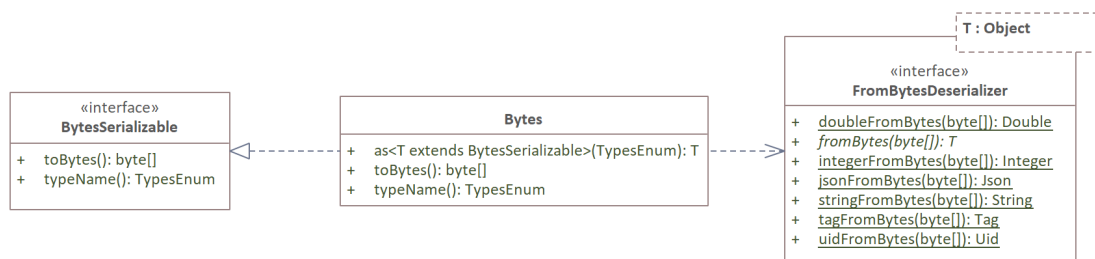 «interface»
BytesSerializable
+ toBytes(): byte[]
+ typeName(): TypesEnum
Bytes
+ as<T extends BytesSerializable>(TypesEnum): T
+ toBytes(): byte[]
+ typeName(): TypesEnum
T : Object
«interface»
FromBytesDeserializer
+ doubleFromBytes(byte[]): Double
+ fromBytes(byte[]): T
+ integerFromBytes(byte[]): Integer
+ jsonFromBytes(byte[]): Json
+ stringFromBytes(byte[]): String
+ tagFromBytes(byte[]): Tag
+ uidFromBytes(byte[]): Uid